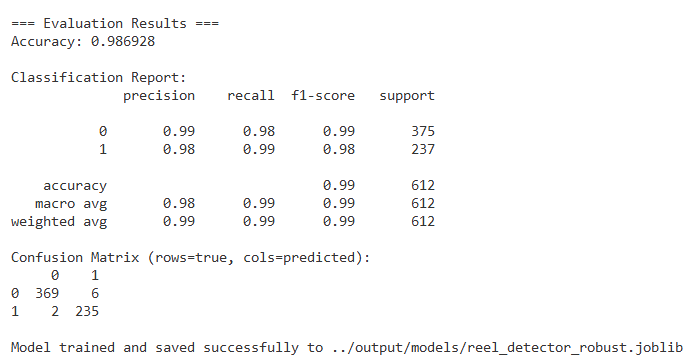 === Evaluation Results ===
Accuracy: 0.986928
Classification Report:
precision recall f1-score support
0 0.99 0.98 0.99 375
1 0.98 0.99 0.98 237
accuracy 0.99 612
macro avg 0.98 0.99 0.99 612
weighted avg 0.99 0.99 0.99 612
Confusion Matrix (rows=true, cols=predicted):
0 1
0 369 6
1 2 235
Model trained and saved successfully to ../output/models/reel_detector_robust.joblib